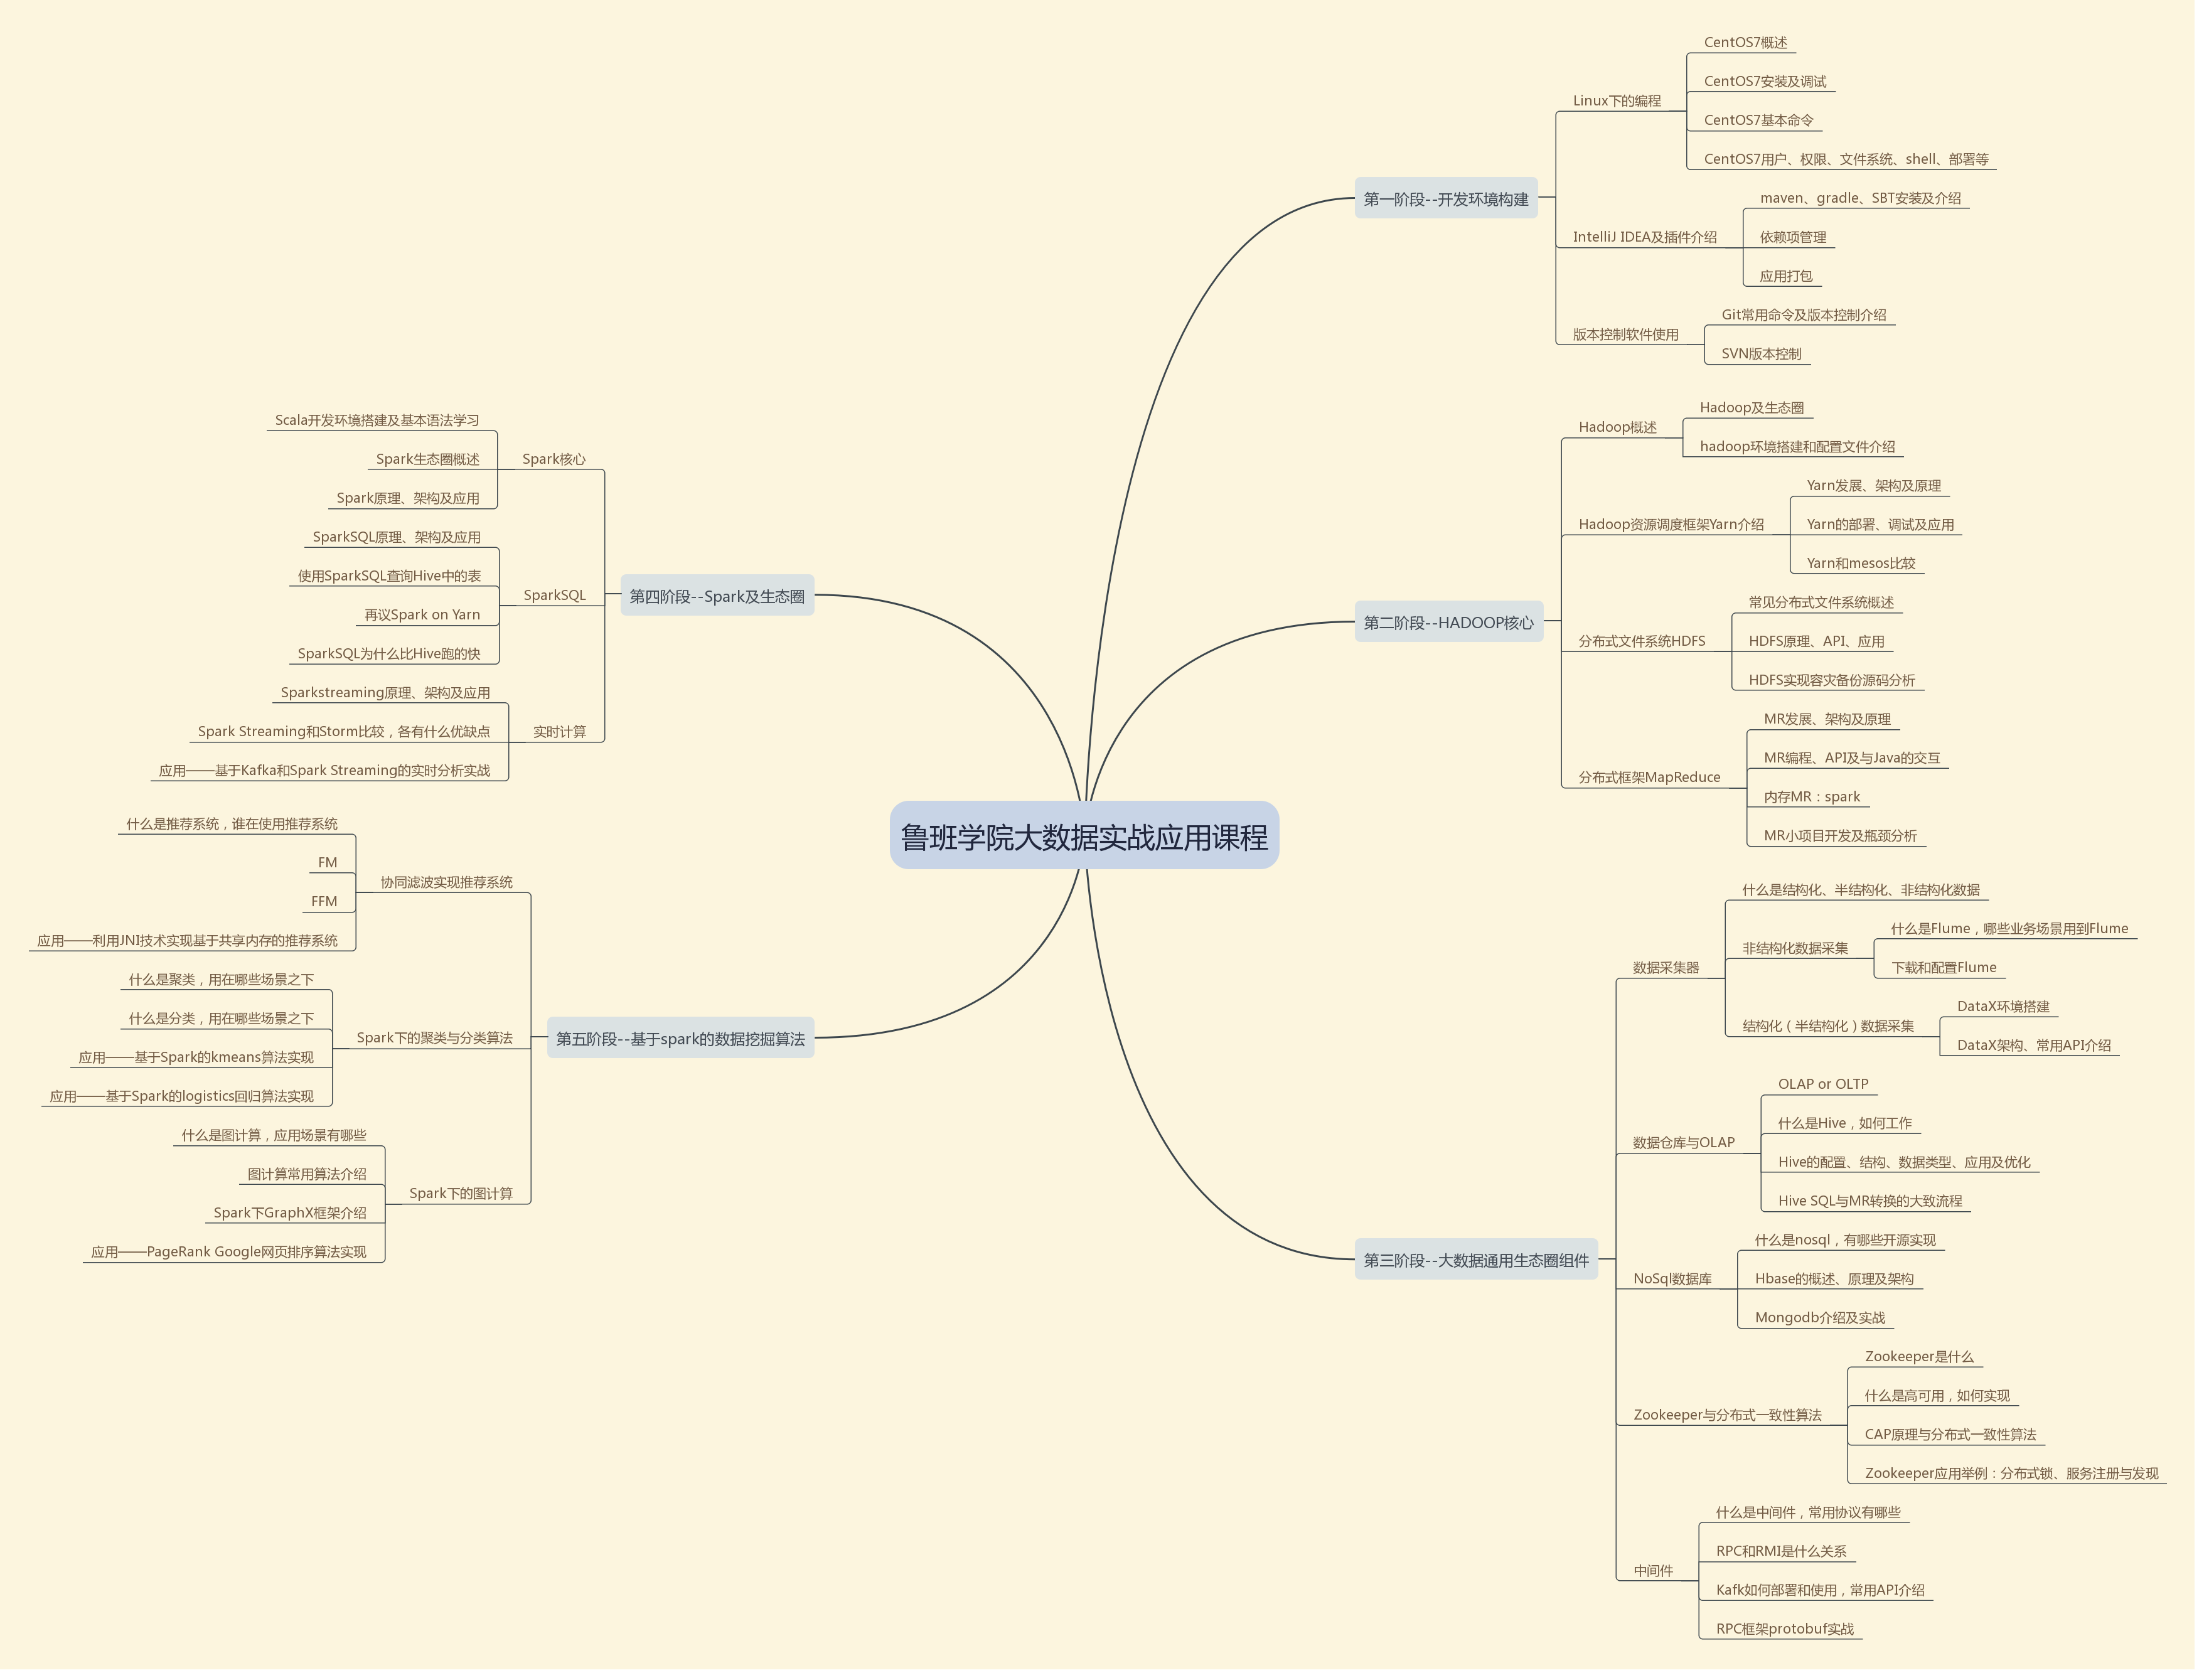 鲁班学院大数据实战应用课程
第一阶段--开发环境构建
Linux下的编程
CentOS7概述
CentOS7安装及调试
CentOS7基本命令
CentOS7用户、权限、文件系统、shell、部署等
IntelliJ IDEA及插件介绍
maven、gradle、SBT安装及介绍
依赖项管理
应用打包
版本控制软件使用
Git常用命令及版本控制介绍
SVN版本控制
第二阶段--HADOOP核心
Hadoop概述
Hadoop及生态圈
hadoop环境搭建和配置文件介绍
Hadoop资源调度框架Yarn介绍
Yarn发展、架构及原理
Yarn的部署、调试及应用
Yarn和mesos比较
分布式文件系统HDFS
常见分布式文件系统概述
HDFS原理、API、应用
HDFS实现容灾备份源码分析
分布式框架MapReduce
MR发展、架构及原理
MR编程、API及与Java的交互
内存MR：spark
MR小项目开发及瓶颈分析
第三阶段--大数据通用生态圈组件
数据采集器
什么是结构化、半结构化、非结构化数据
非结构化数据采集
什么是Flume，哪些业务场景用到Flume
下载和配置Flume
结构化（半结构化）数据采集
DataX环境搭建
DataX架构、常用API介绍
数据仓库与OLAP
OLAP or OLTP
什么是Hive，如何工作
Hive的配置、结构、数据类型、应用及优化
Hive SQL与MR转换的大致流程
NoSql数据库
什么是nosql，有哪些开源实现
Hbase的概述、原理及架构
Mongodb介绍及实战
Zookeeper与分布式一致性算法
Zookeeper是什么
什么是高可用，如何实现
CAP原理与分布式一致性算法
Zookeeper应用举例：分布式锁、服务注册与发现
中间件
什么是中间件，常用协议有哪些
RPC和RMI是什么关系
Kafk如何部署和使用，常用API介绍
RPC框架protobuf实战
第四阶段--Spark及生态圈
Spark核心
Scala开发环境搭建及基本语法学习
Spark生态圈概述
Spark原理、架构及应用
SparkSQL
SparkSQL原理、架构及应用
使用SparkSQL查询Hive中的表
再议Spark on Yarn
SparkSQL为什么比Hive跑的快
实时计算
Sparkstreaming原理、架构及应用
Spark Streaming和Storm比较，各有什么优缺点
应用——基于Kafka和Spark Streaming的实时分析实战
第五阶段--基于spark的数据挖掘算法
协同滤波实现推荐系统
什么是推荐系统，谁在使用推荐系统
FM
FFM
应用——利用JNI技术实现基于共享内存的推荐系统
Spark下的聚类与分类算法
什么是聚类，用在哪些场景之下
什么是分类，用在哪些场景之下
应用——基于Spark的kmeans算法实现
应用——基于Spark的logistics回归算法实现
Spark下的图计算
什么是图计算，应用场景有哪些
图计算常用算法介绍
Spark下GraphX框架介绍
应用——PageRank Google网页排序算法实现